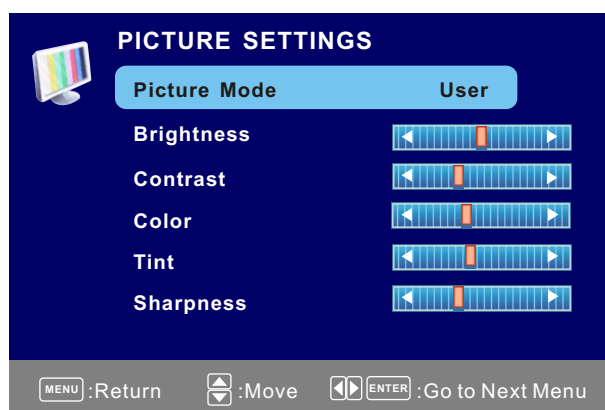 PICTURE SETTINGS
Picture Mode User
Brightness
Contrast
Color
Tint
Sharpness
MENU :Return :Move ENTER :Go to Next Menu